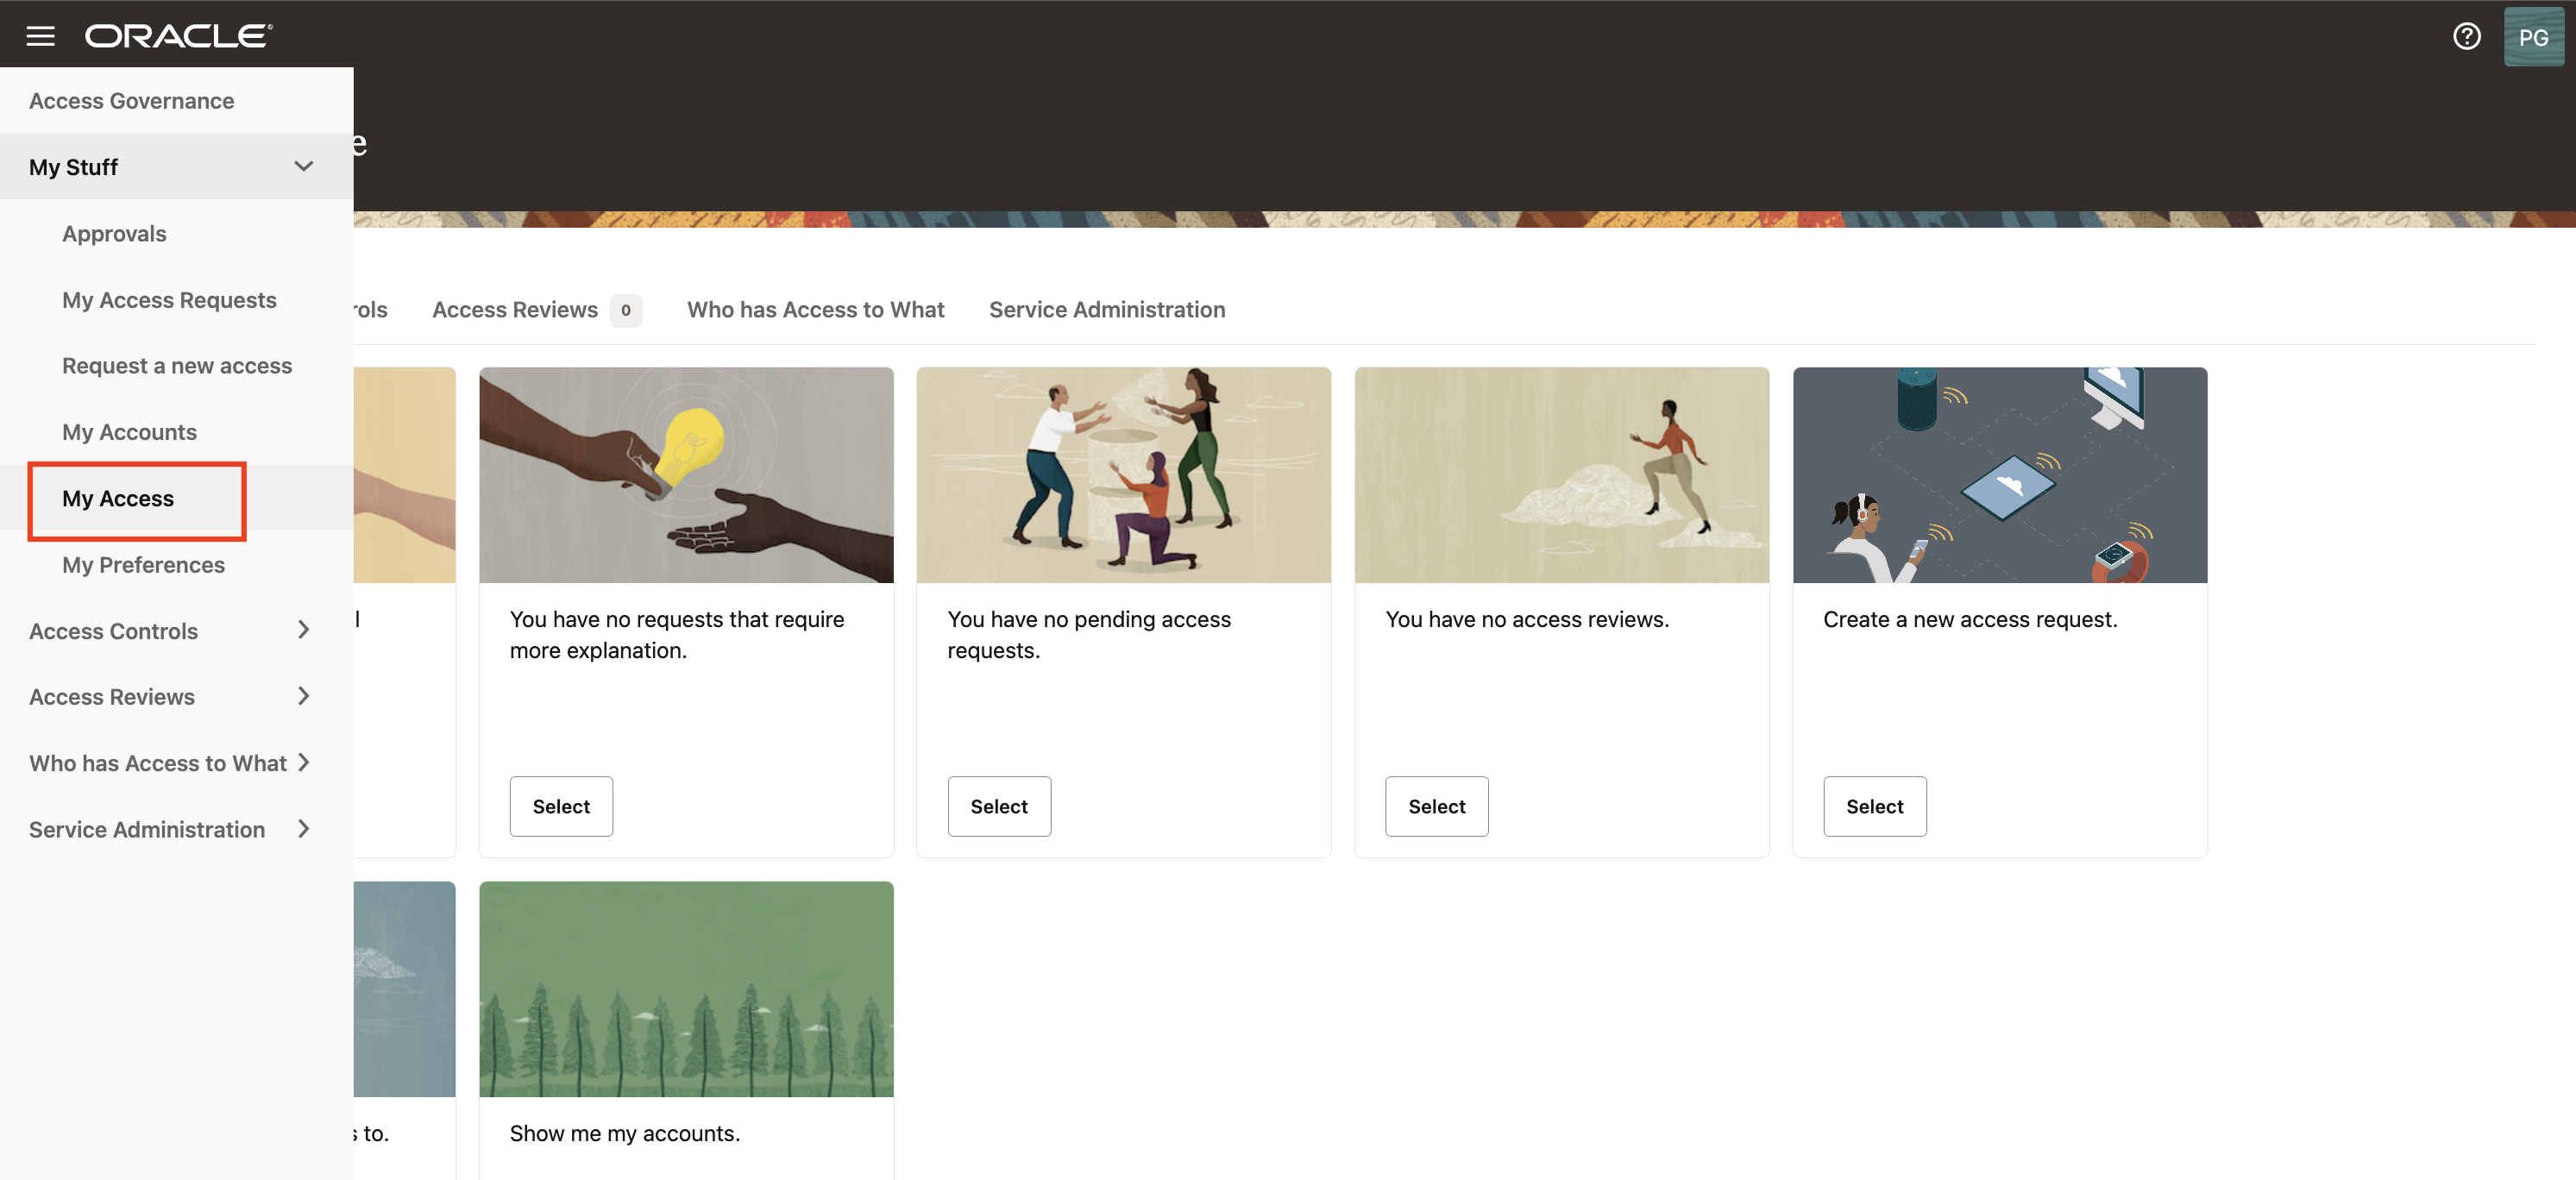 ORACLE
PG
Access Governance
My Stuff
Approvals
My Access Requests
Request a new access
My Accounts
My Access
My Preferences
Access Controls
Access Reviews
Who has Access to What
Service Administration
e
rols
Access Reviews 0
Who has Access to What
Service Administration
You have no requests that require
more explanation.
Select
You have no pending access
requests.
Select
You have no access reviews.
Select
Create a new access request.
Select
s to.
Show me my accounts.